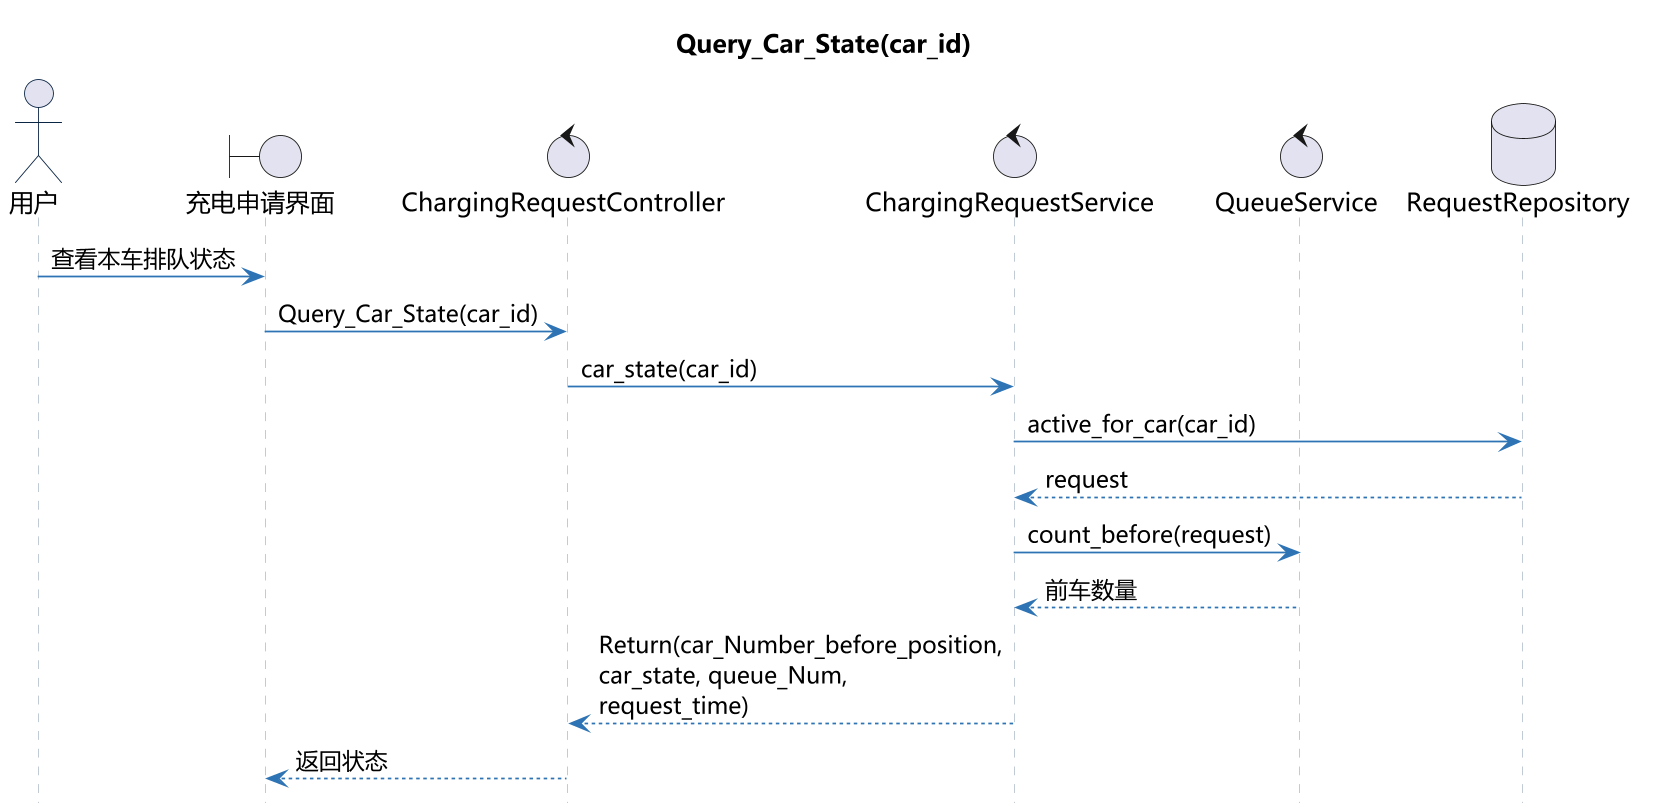 Query_Car_State(car_id)
用户
充电申请界面
ChargingRequestController
ChargingRequestService
QueueService
RequestRepository
查看本车排队状态
Query_Car_State(car_id)
car_state(car_id)
active_for_car(car_id)
request
count_before(request)
前车数量
Return(car_Number_before_position,
car_state, queue_Num,
request_time)
返回状态